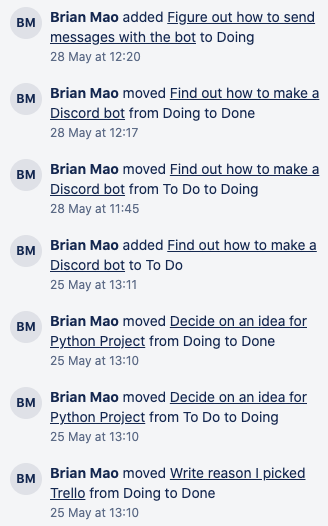 BM
Brian Mao added Figure out how to send
messages with the bot to Doing
28 May at 12:20
BM
Brian Mao moved Find out how to make a
Discord bot from Doing to Done
28 May at 12:17
BM
Brian Mao moved Find out how to make a
Discord bot from To Do to Doing
28 May at 11:45
BM
Brian Mao added Find out how to make a
Discord bot to To Do
25 May at 13:11
BM
Brian Mao moved Decide on an idea for
Python Project from Doing to Done
25 May at 13:10
BM
Brian Mao moved Decide on an idea for
Python Project from To Do to Doing
25 May at 13:10
BM
Brian Mao moved Write reason I picked
Trello from Doing to Done
25 May at 13:10